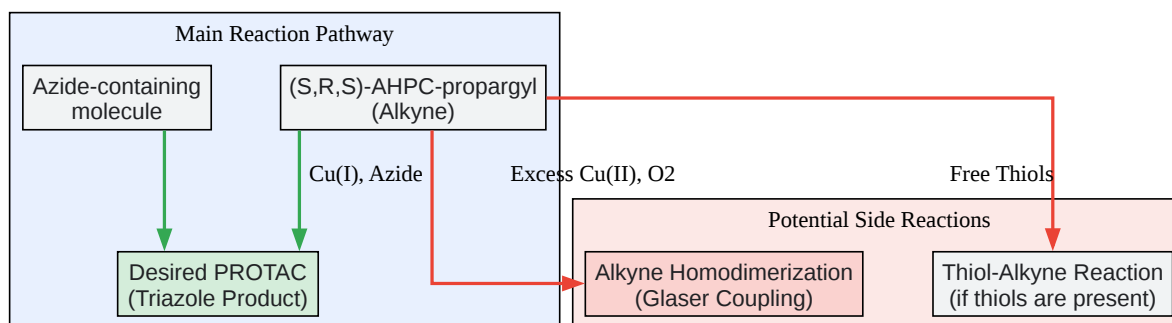 Main Reaction Pathway
Azide-containing
molecule
(S,R,S)-AHPC-propargyl
(Alkyne)
Cu(I), Azide
Excess Cu(II), O2
Free Thiols
Potential Side Reactions
Desired PROTAC
(Triazole Product)
Alkyne Homodimerization
(Glaser Coupling)
Thiol-Alkyne Reaction
(if thiols are present)